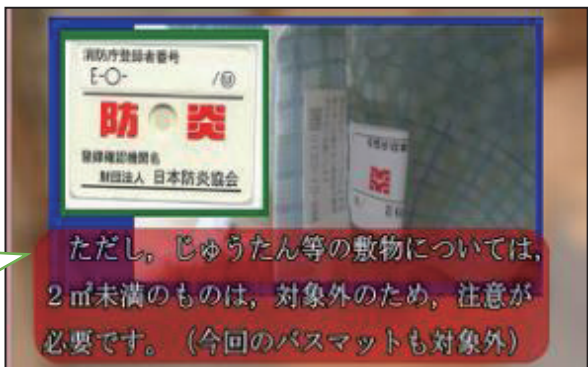 消防庁登録者番号
E-O- /㊞
防 炎
登録確認機関名
財団法人 日本防炎協会
ただし，じゅうたん等の敷物については，
2㎡未満のものは，対象外のため，注意が
必要です。（今回のバスマットも対象外）